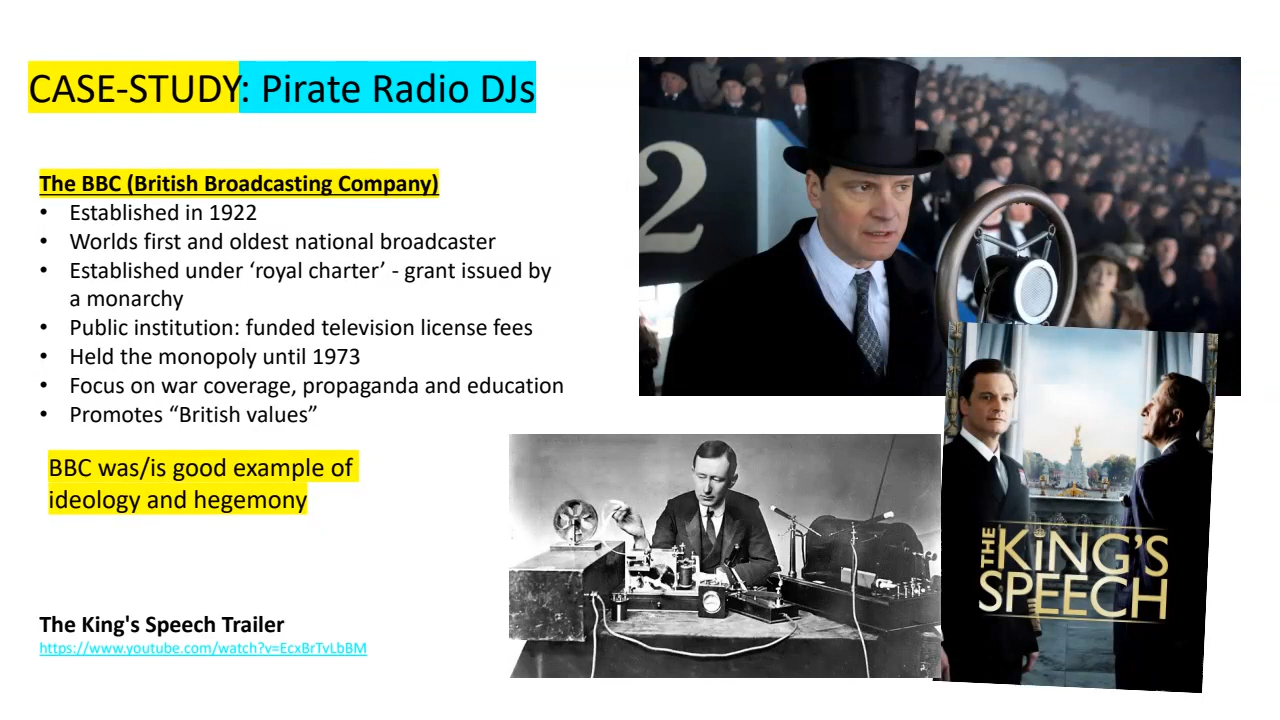 CASE-STUDY: Pirate Radio DJs
The BBC (British Broadcasting Company)
• Established in 1922
• Worlds first and oldest national broadcaster
• Established under ‘royal charter’ - grant issued by
a monarchy
• Public institution: funded television license fees
• Held the monopoly until 1973
• Focus on war coverage, propaganda and education
• Promotes “British values”
BBC was/is good example of
ideology and hegemony
The King's Speech Trailer
https://www.youtube.com/watch?v=EcxBrTvLbBM
2
THE KiNG'S
SPEECH